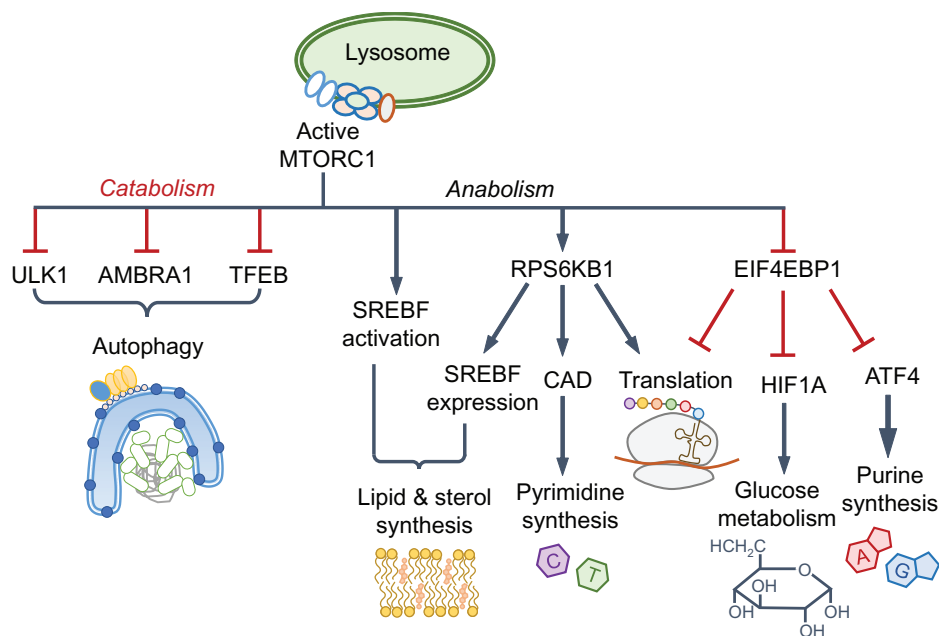 Lysosome
Active
MTORC1
Catabolism
Anabolism
ULK1
AMBRA1
TFEB
RPS6KB1
EIF4EBP1
SREBF
activation
Autophagy
SREBF
expression
CAD
Translation
HIF1A
ATF4
Lipid & sterol
synthesis
Pyrimidine
synthesis
Glucose
metabolism
Purine
synthesis
C
T
A
G
HCH₂C
O
OH
HO
OH
OH
OH